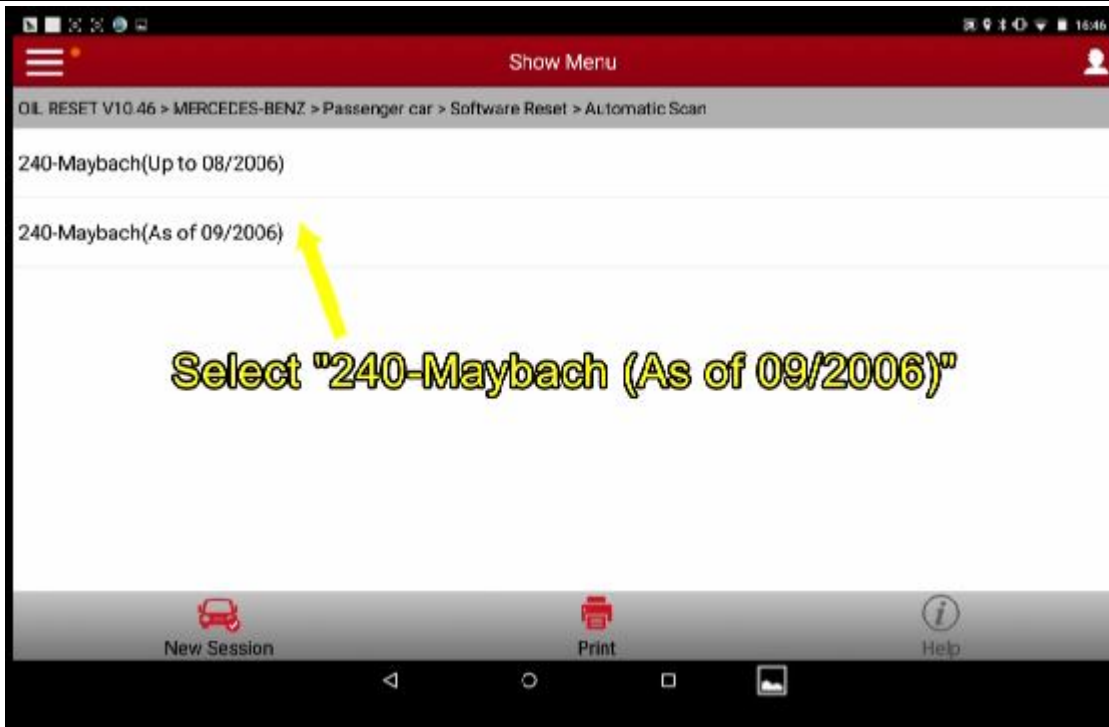 16:46
Show Menu
OIL RESET V10.46 > MERCEDES-BENZ > Passenger car > Software Reset > Automatic Scan
240-Maybach(Up to 08/2006)
240-Maybach(As of 09/2006)
Select "240-Maybach (As of 09/2006)"
New Session
Print
Help